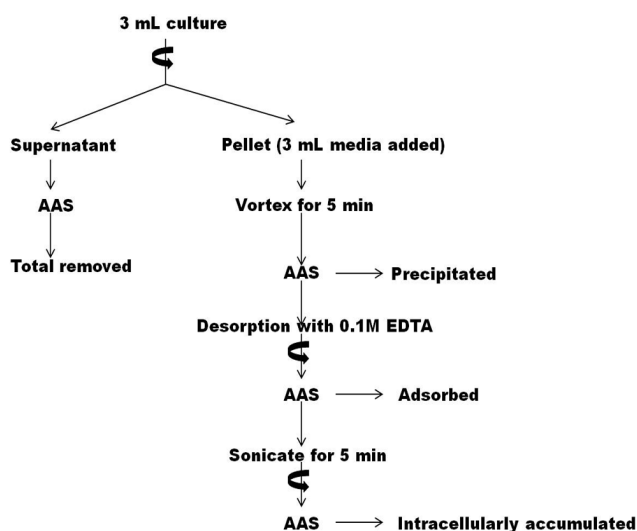 3 mL culture
Supernatant
Pellet (3 mL media added)
AAS
Vortex for 5 min
Total removed
AAS
Precipitated
Desorption with 0.1M EDTA
AAS
Adsorbed
Sonicate for 5 min
AAS
Intracellularly accumulated